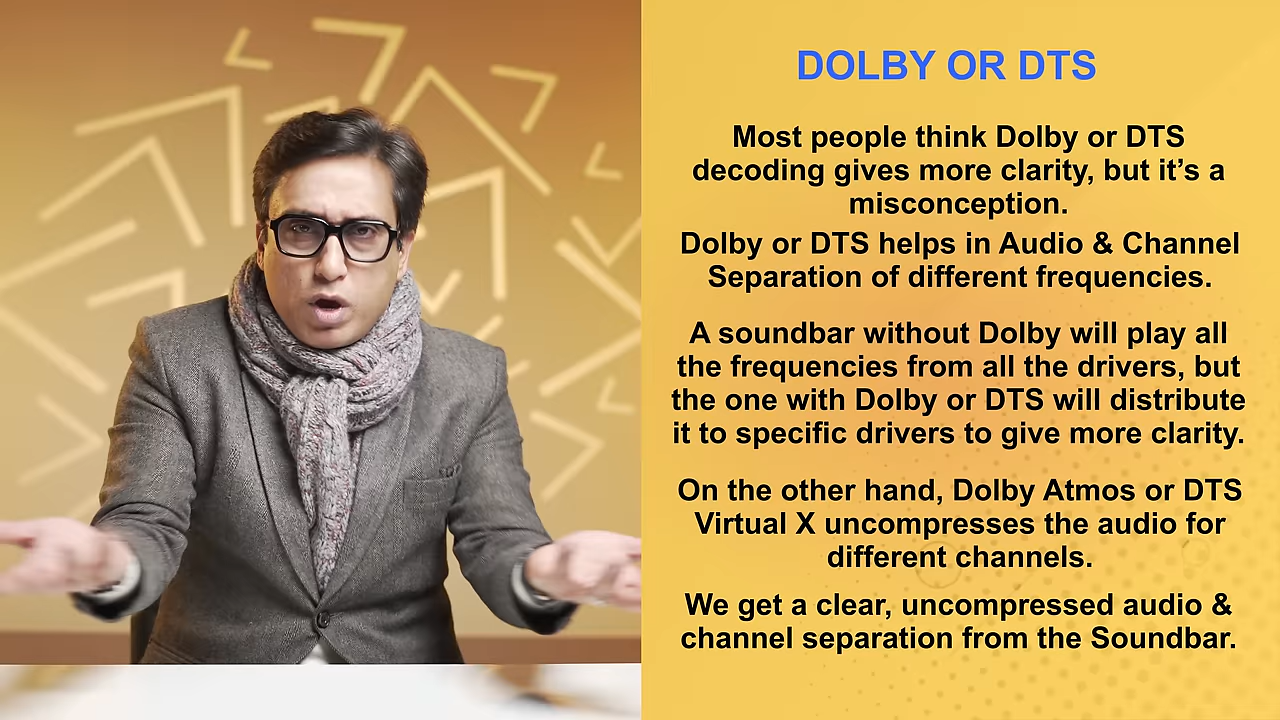 DOLBY OR DTS
Most people think Dolby or DTS
decoding gives more clarity, but it’s a
misconception.
Dolby or DTS helps in Audio & Channel
Separation of different frequencies.
A soundbar without Dolby will play all
the frequencies from all the drivers, but
the one with Dolby or DTS will distribute
it to specific drivers to give more clarity.
On the other hand, Dolby Atmos or DTS
Virtual X uncompresses the audio for
different channels.
We get a clear, uncompressed audio &
channel separation from the Soundbar.